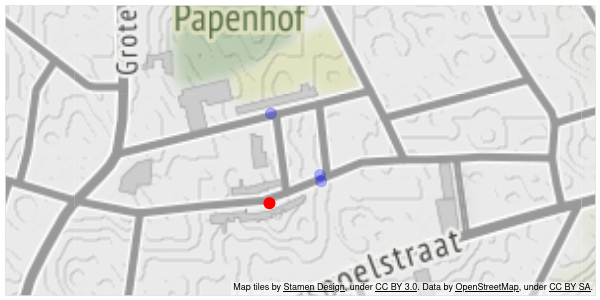 Papenhof
Grote
pelstraat
Map tiles by Stamen Design, under CC BY 3.0. Data by OpenStreetMap, under CC BY SA.